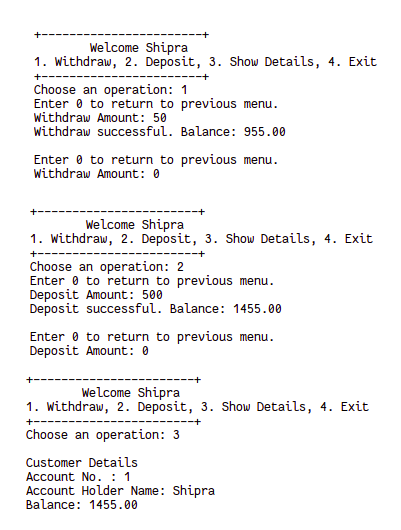 +-----------------------+
Welcome Shipra
1. Withdraw, 2. Deposit, 3. Show Details, 4. Exit
+-----------------------+
Choose an operation: 1
Enter 0 to return to previous menu.
Withdraw Amount: 50
Withdraw successful. Balance: 955.00

Enter 0 to return to previous menu.
Withdraw Amount: 0

+-----------------------+
Welcome Shipra
1. Withdraw, 2. Deposit, 3. Show Details, 4. Exit
+-----------------------+
Choose an operation: 2
Enter 0 to return to previous menu.
Deposit Amount: 500
Deposit successful. Balance: 1455.00

Enter 0 to return to previous menu.
Deposit Amount: 0

+-----------------------+
Welcome Shipra
1. Withdraw, 2. Deposit, 3. Show Details, 4. Exit
+-----------------------+
Choose an operation: 3

Customer Details
Account No. : 1
Account Holder Name: Shipra
Balance: 1455.00